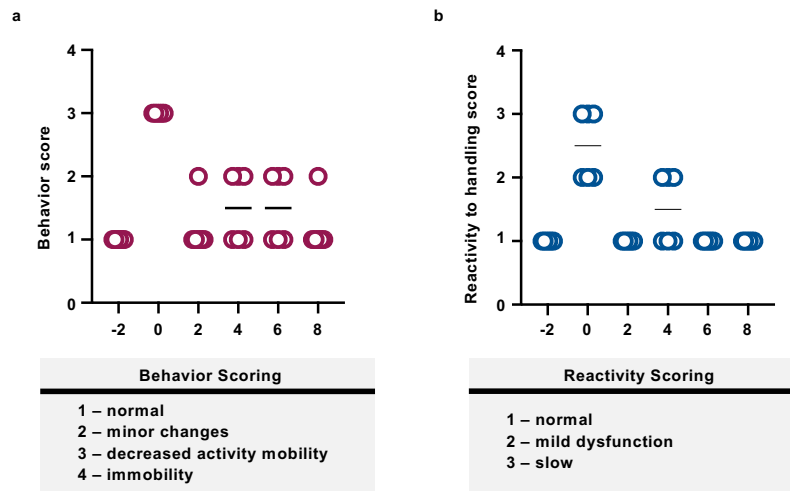 a
Behavior score
4
3
2
1
0
-2 0 2 4 6 8
Behavior Scoring
1 – normal
2 – minor changes
3 – decreased activity mobility
4 – immobility
b
Reactivity to handling score
4
3
2
1
0
-2 0 2 4 6 8
Reactivity Scoring
1 – normal
2 – mild dysfunction
3 – slow